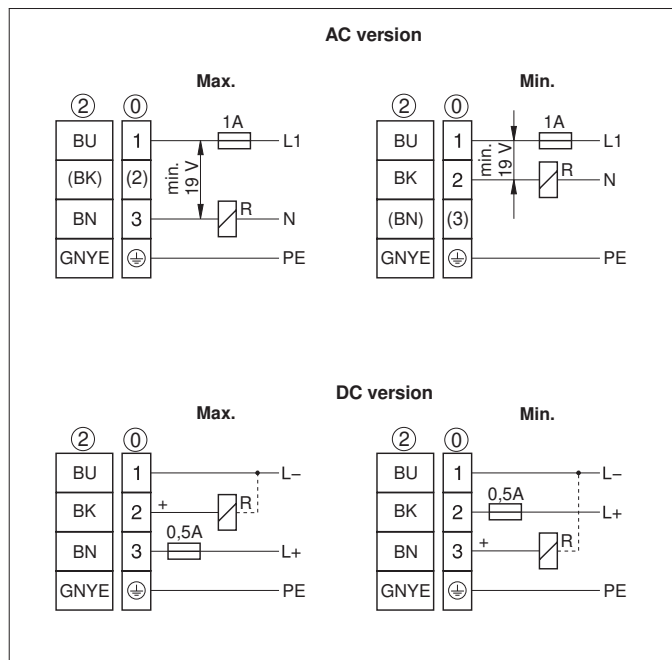 AC version
Max.
② ⓪
BU 1
(BK) (2)
BN 3
GNYE
min.
19 V
1A
L1
R
N
PE
Min.
② ⓪
BU 1
BK 2
(BN) (3)
GNYE
min.
19 V
1A
L1
R
N
PE
DC version
Max.
② ⓪
BU 1
BK 2
BN 3
GNYE
L–
+
R
0,5A
L+
PE
Min.
② ⓪
BU 1
BK 2
BN 3
GNYE
L–
0,5A
L+
+
R
PE